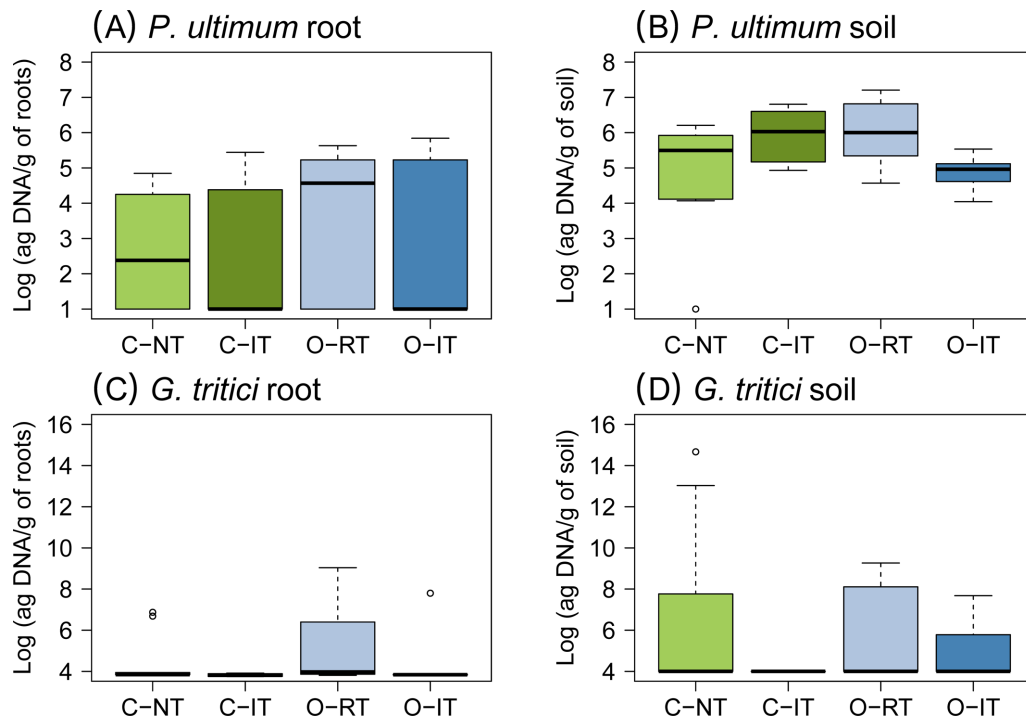 (A) P. ultimum root
Log (ag DNA/g of roots)
8
7
6
5
4
3
2
1
C−NT C−IT O−RT O−IT
(B) P. ultimum soil
Log (ag DNA/g of soil)
8
7
6
5
4
3
2
1
C−NT C−IT O−RT O−IT
(C) G. tritici root
Log (ag DNA/g of roots)
16
14
12
10
8
6
4
C−NT C−IT O−RT O−IT
(D) G. tritici soil
Log (ag DNA/g of soil)
16
14
12
10
8
6
4
C−NT C−IT O−RT O−IT